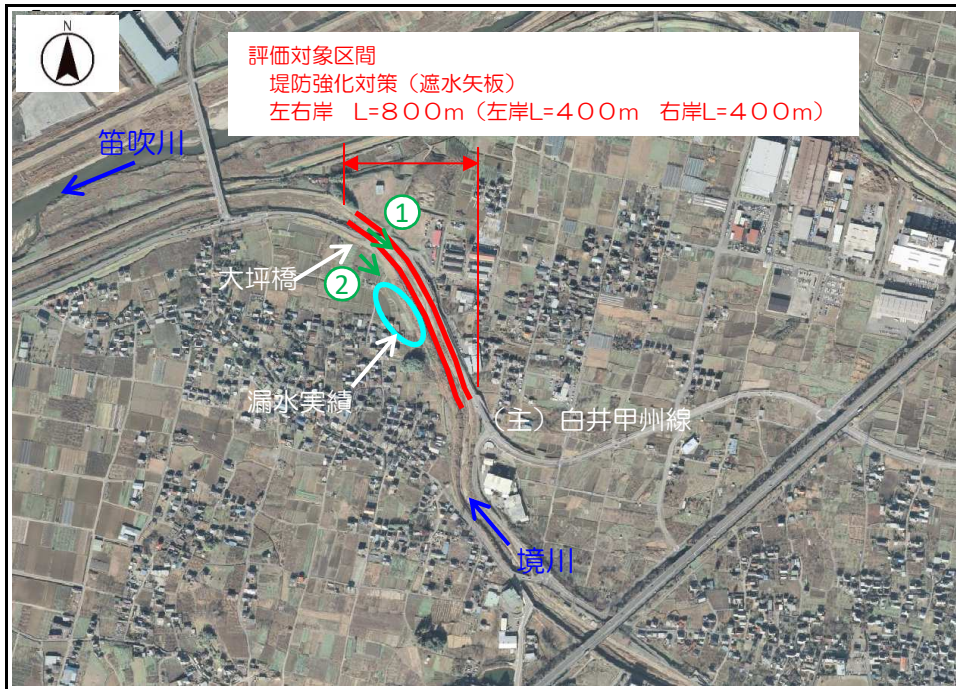 N
評価対象区間
堤防強化対策（遮水矢板）
左右岸 L=800m（左岸L=400m 右岸L=400m）
笛吹川
①
大坪橋
②
漏水実績
（主）白井甲州線
境川